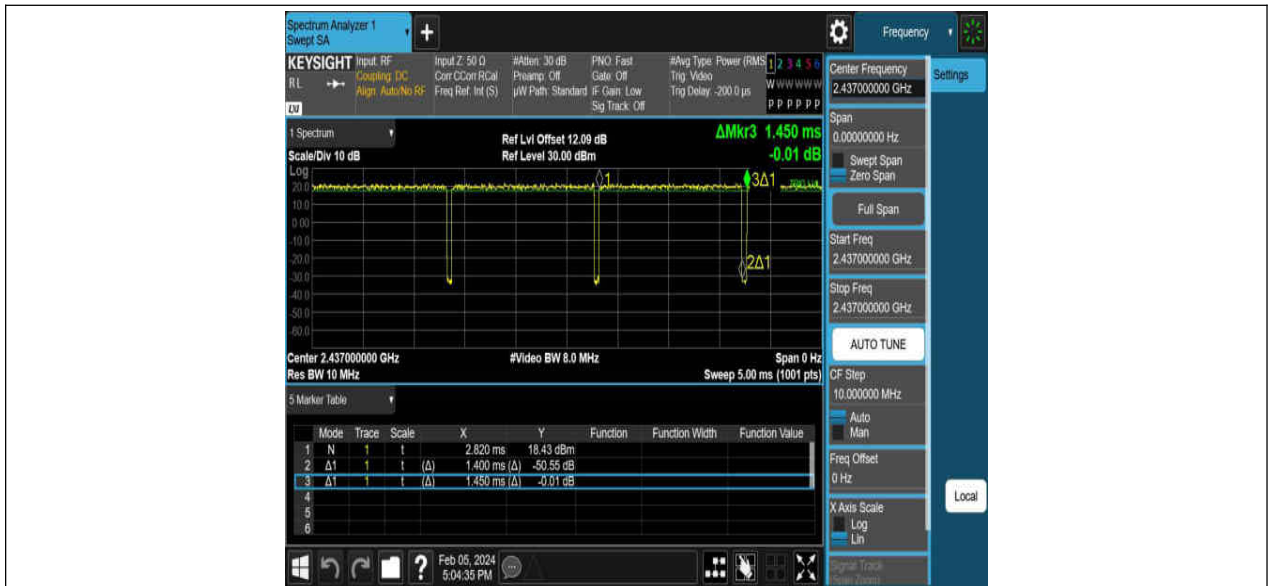 Spectrum Analyzer 1
Swept SA
Frequency
KEYSIGHT
RL
Input: RF
Coupling: DC
Align: Auto/No RF
Input Z: 50 Ω
Corr CCorr RCal
Freq Ref: Int (S)
#Atten: 30 dB
Preamp: Off
µW Path: Standard
PNO: Fast
Gate: Off
IF Gain: Low
Sig Track: Off
#Avg Type: Power (RMS
Trig: Video
Trig Delay: -200.0 µs
1 2 3 4 5 6
W W W W W W
P P P P P P
LXI
1 Spectrum
Scale/Div 10 dB
Log
Ref Lvl Offset 12.09 dB
Ref Level 30.00 dBm
ΔMkr3 1.450 ms
-0.01 dB
20.0
10.0
0.00
-10.0
-20.0
-30.0
-40.0
-50.0
-60.0
1
3Δ1
2Δ1
Center 2.437000000 GHz
#Video BW 8.0 MHz
Span 0 Hz
Res BW 10 MHz
Sweep 5.00 ms (1001 pts)
5 Marker Table
Mode Trace Scale X Y Function Function Width Function Value
1 N 1 t 2.820 ms 18.43 dBm
2 Δ1 1 t (Δ) 1.400 ms (Δ) -50.55 dB
3 Δ1 1 t (Δ) 1.450 ms (Δ) -0.01 dB
4
5
6
Feb 05, 2024
5:04:35 PM
Center Frequency
2.437000000 GHz
Settings
Span
0.00000000 Hz
Swept Span
Zero Span
Full Span
Start Freq
2.437000000 GHz
Stop Freq
2.437000000 GHz
AUTO TUNE
CF Step
10.000000 MHz
Auto
Man
Freq Offset
0 Hz
X Axis Scale
Log
Lin
Signal Track
(Span Zoom)
Local